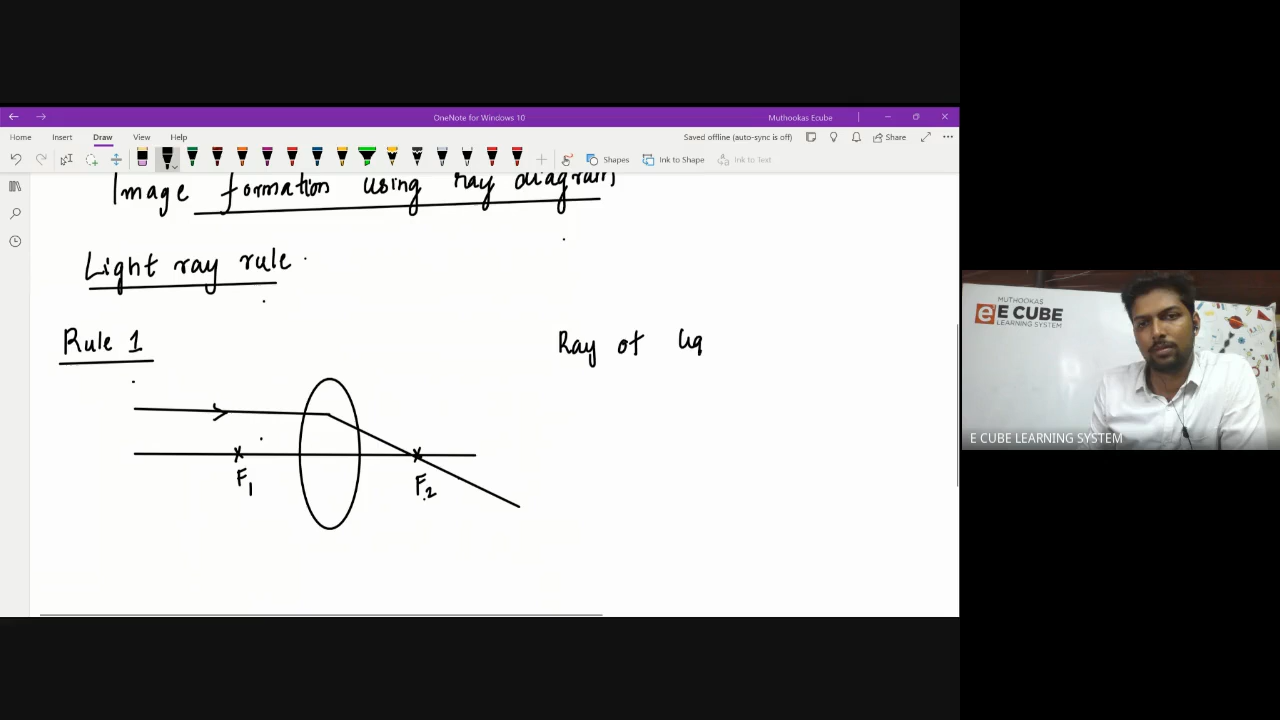 OneNote for Windows 10
Muthookas Ecube
Home Insert Draw View Help
Saved offline (auto-sync is off)
Share
Shapes
Ink to Shape
Ink to Text
Image formation using ray diagram
Light ray rule
Rule 1
Ray of lig
F1
F2
MUTHOOKAS
E CUBE
LEARNING SYSTEM
E CUBE LEARNING SYSTEM